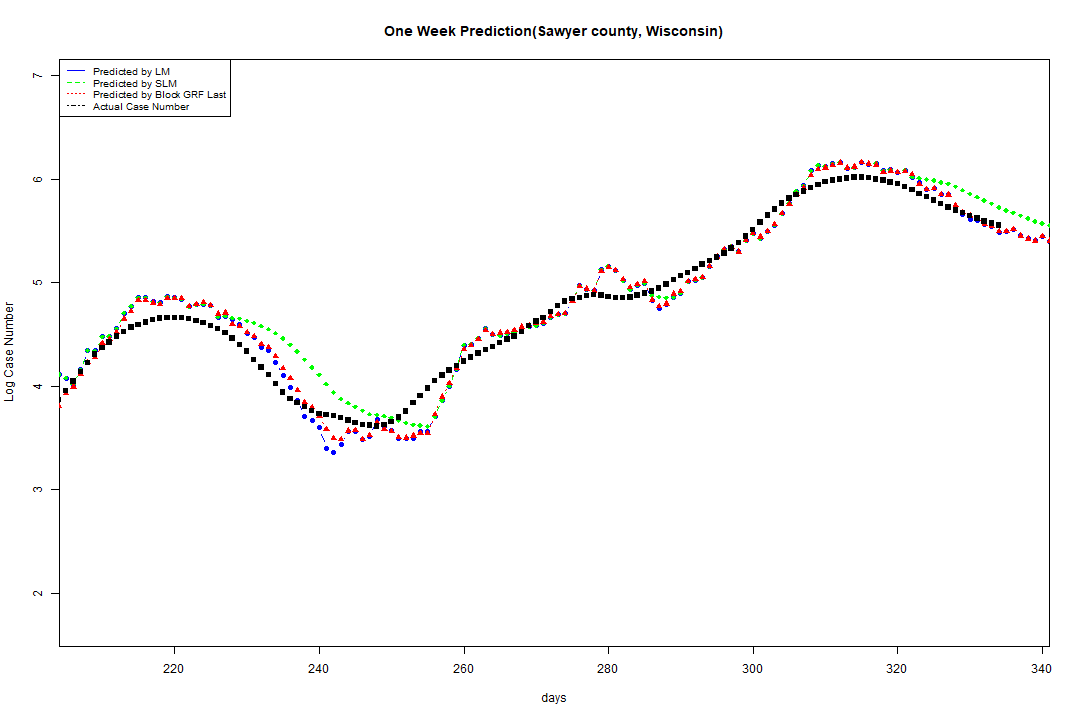 One Week Prediction(Sawyer county, Wisconsin)
Predicted by LM
Predicted by SLM
Predicted by Block GRF Last
Actual Case Number
7
6
5
4
3
2
Log Case Number
220 240 260 280 300 320 340
days